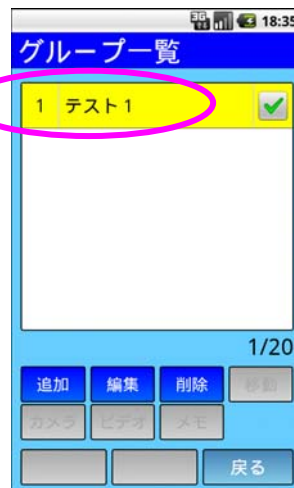 3G 18:35
グループ一覧
1 テスト1
1/20
追加 編集 削除 移動
カメラ ビデオ メモ
戻る